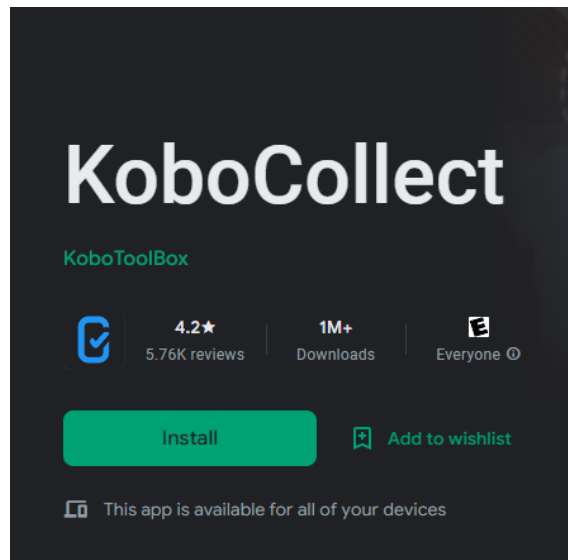 KoboCollect
KoboToolBox
4.2★ 1M+ E
5.76K reviews Downloads Everyone
Install Add to wishlist
This app is available for all of your devices